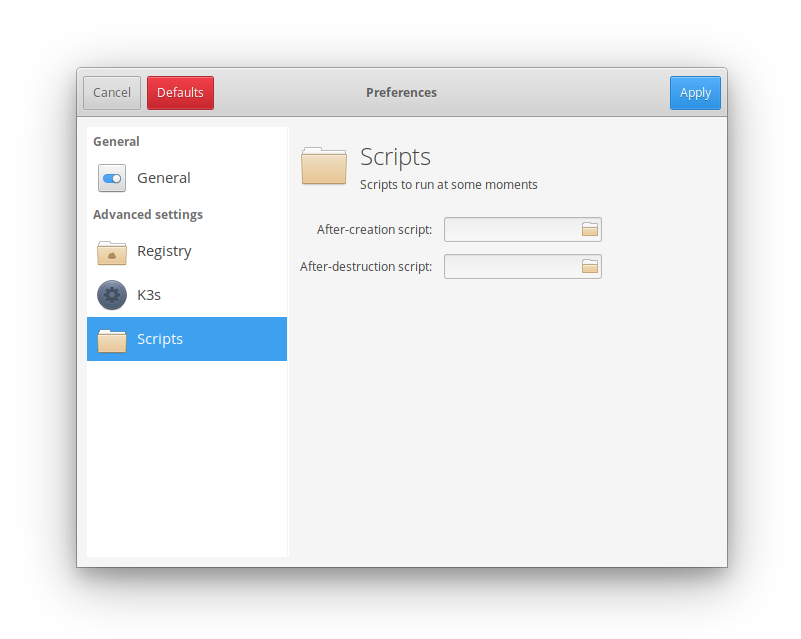 Cancel
Defaults
Preferences
Apply
General
General
Advanced settings
Registry
K3s
Scripts
Scripts
Scripts to run at some moments
After-creation script:
After-destruction script: